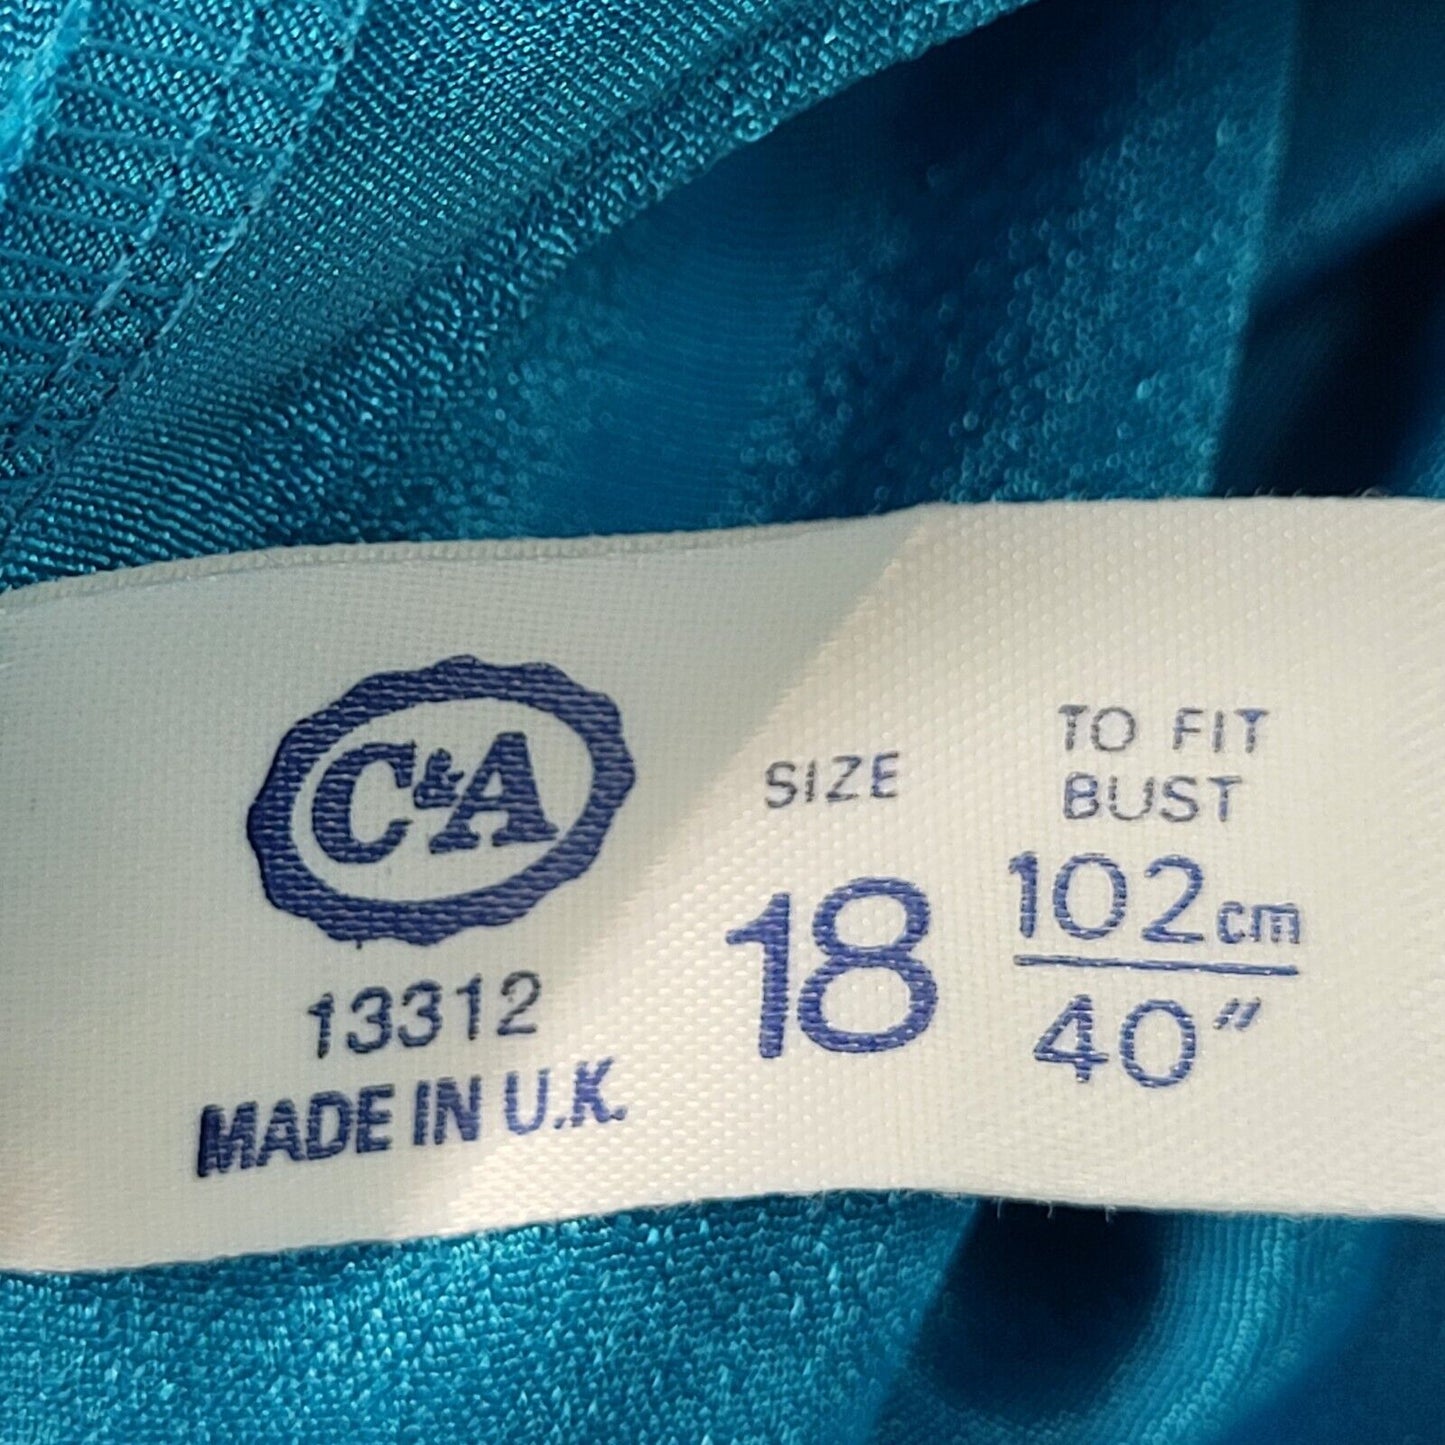 C&A
13312
MADE IN U.K.
SIZE
18
TO FIT
BUST
102cm
40"